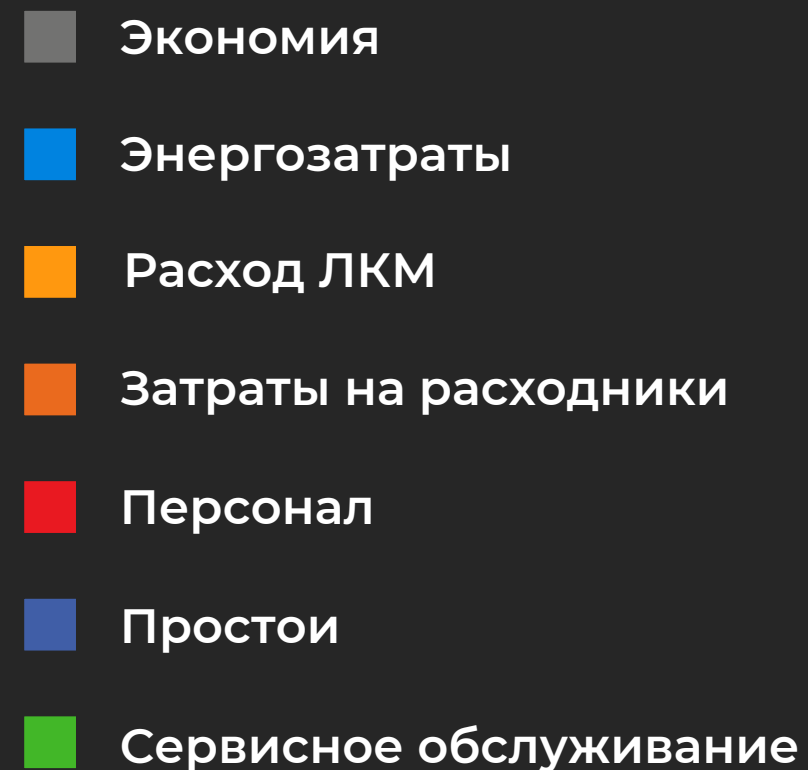 Экономия
Энергозатраты
Расход ЛКМ
Затраты на расходники
Персонал
Простои
Сервисное обслуживание